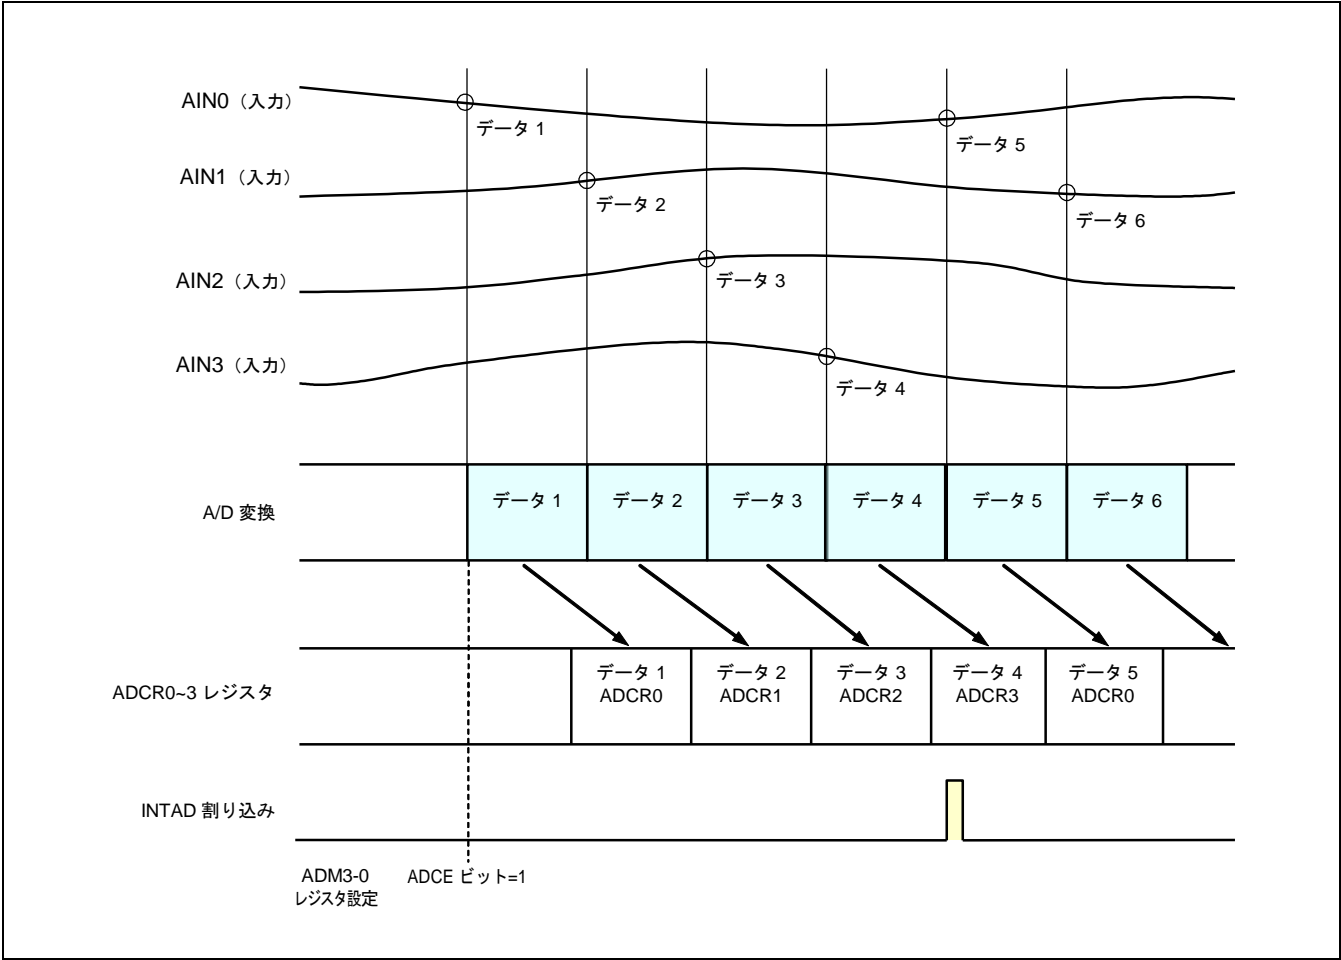 AIN0（入力）
データ 1
データ 5
AIN1（入力）
データ 2
データ 6
AIN2（入力）
データ 3
AIN3（入力）
データ 4
A/D 変換
データ 1
データ 2
データ 3
データ 4
データ 5
データ 6
ADCR0~3 レジスタ
データ 1
ADCR0
データ 2
ADCR1
データ 3
ADCR2
データ 4
ADCR3
データ 5
ADCR0
INTAD 割り込み
ADM3-0
レジスタ設定
ADCE ビット=1